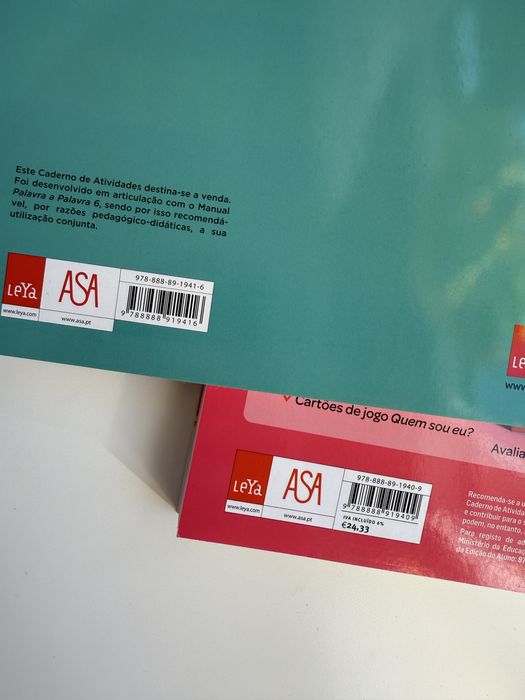 Este Caderno de Atividades destina-se a venda.
Foi desenvolvido em articulação com o Manual
Palavra a Palavra 6, sendo por isso recomendá-
vel, por razões pedagógico-didáticas, a sua
utilização conjunta.
LeYa
www.leya.com
ASA
www.asa.pt
978-888-89-1941-6
9 788888 919416
Cartões de jogo Quem sou eu?
LeYa
www.leya.com
ASA
www.asa.pt
978-888-89-1940-9
9 788888 919409
IVA INCLUÍDO 6%
€24,33
Recomenda-se a u
Caderno de Ativida
e contribuir para o
podem, no entanto,
Para registo de ad
Ministério da Educaç
da Edição do Aluno: 97